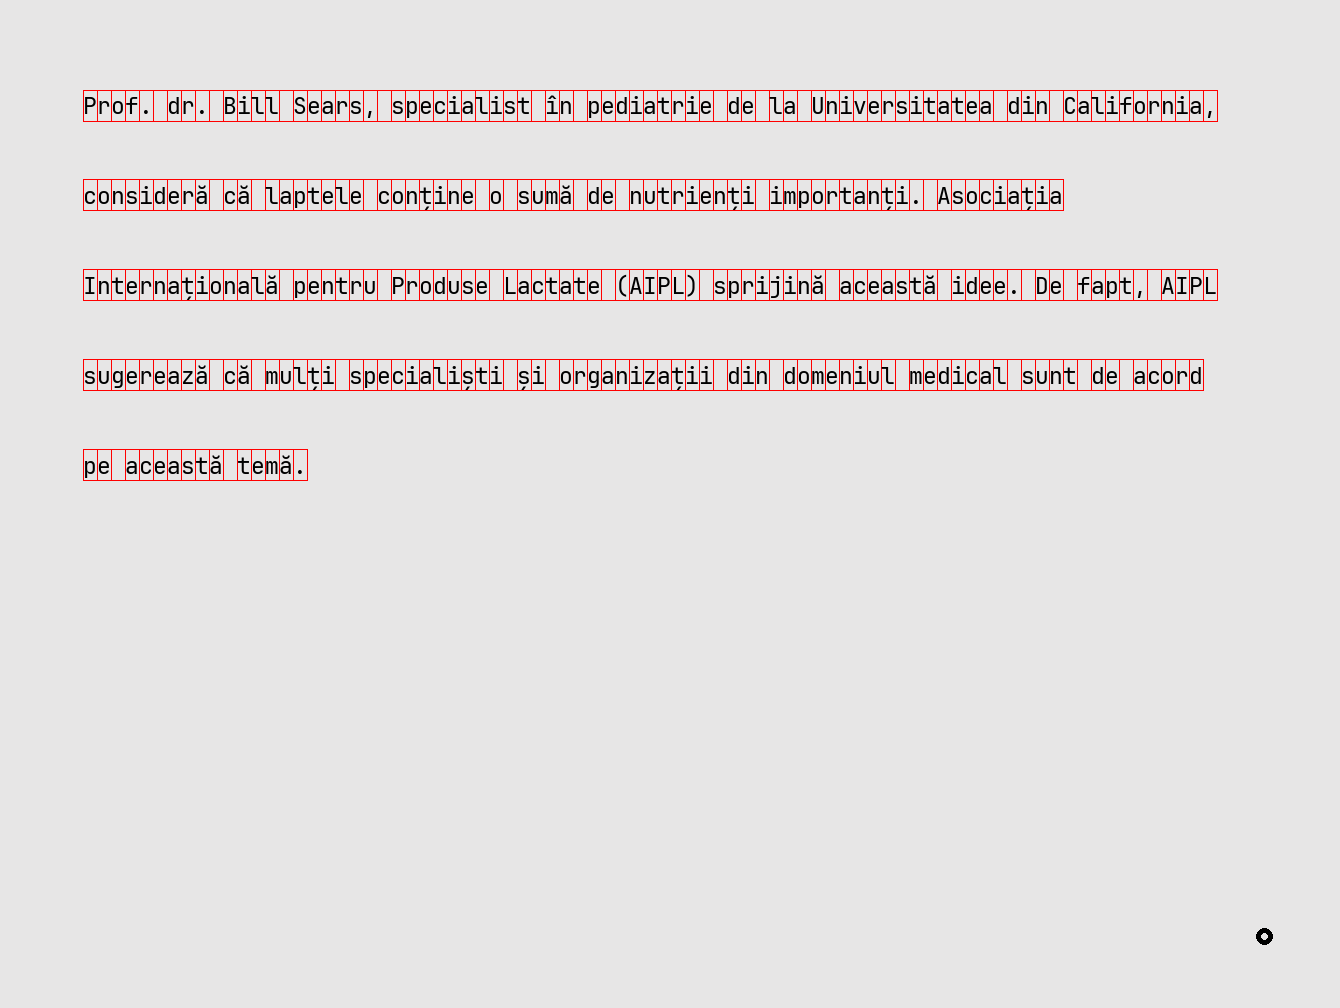 Prof. dr. Bill Sears, specialist în pediatrie de la Universitatea din California,
consideră că laptele conține o sumă de nutrienți importanți. Asociația
Internațională pentru Produse Lactate (AIPL) sprijină această idee. De fapt, AIPL
sugerează că mulți specialiști și organizații din domeniul medical sunt de acord
pe această temă.